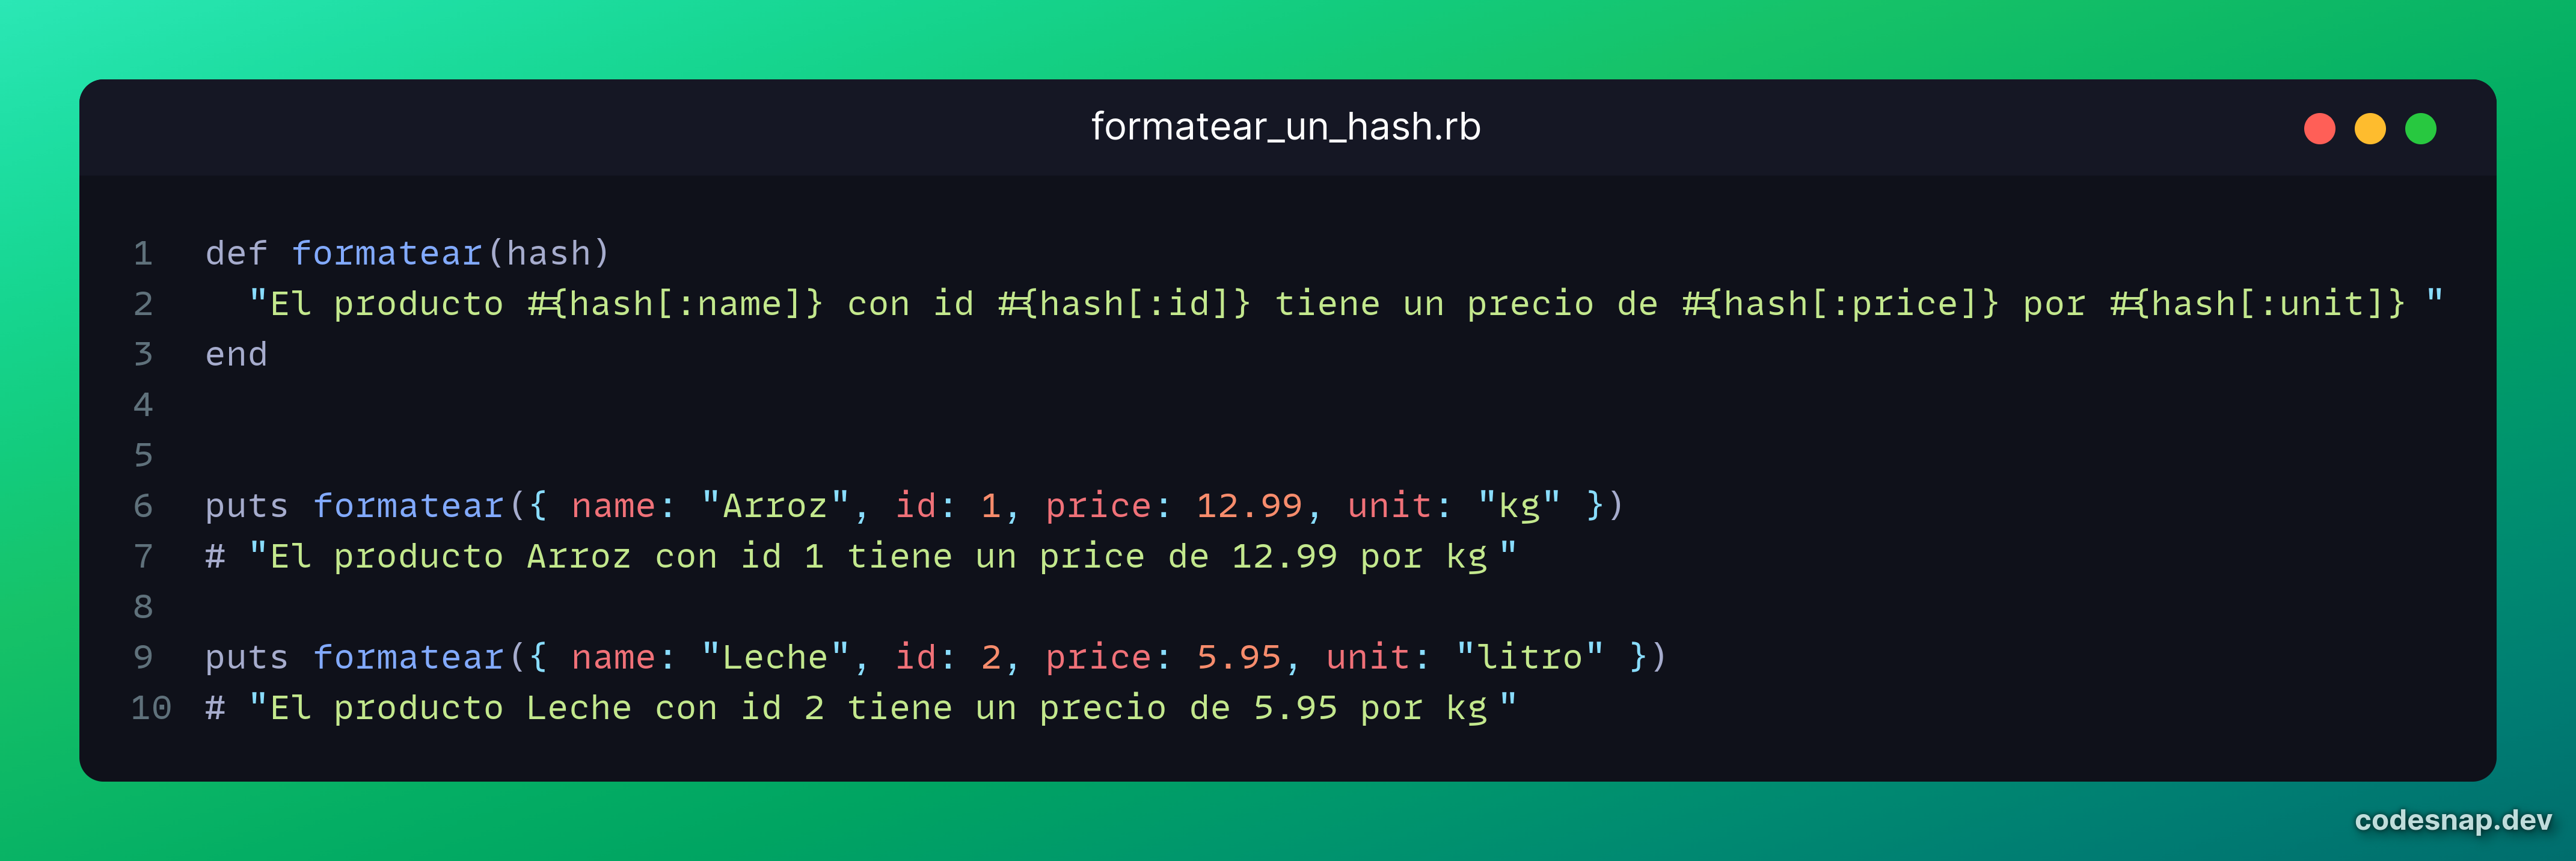 formatear_un_hash.rb
1 def formatear(hash)
2   "El producto #{hash[:name]} con id #{hash[:id]} tiene un precio de #{hash[:price]} por #{hash[:unit]} "
3 end
4
5
6 puts formatear({ name: "Arroz", id: 1, price: 12.99, unit: "kg" })
7 # "El producto Arroz con id 1 tiene un price de 12.99 por kg "
8
9 puts formatear({ name: "Leche", id: 2, price: 5.95, unit: "litro" })
10 # "El producto Leche con id 2 tiene un precio de 5.95 por kg "
codesnap.dev